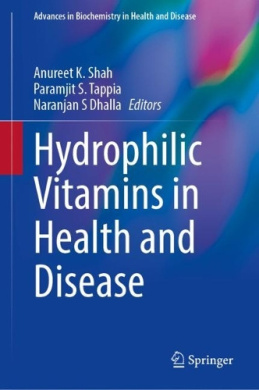 Advances in Biochemistry in Health and Disease
Anureet K. Shah
Paramjit S. Tappia
Naranjan S Dhalla Editors
Hydrophilic
Vitamins in
Health and
Disease
Springer